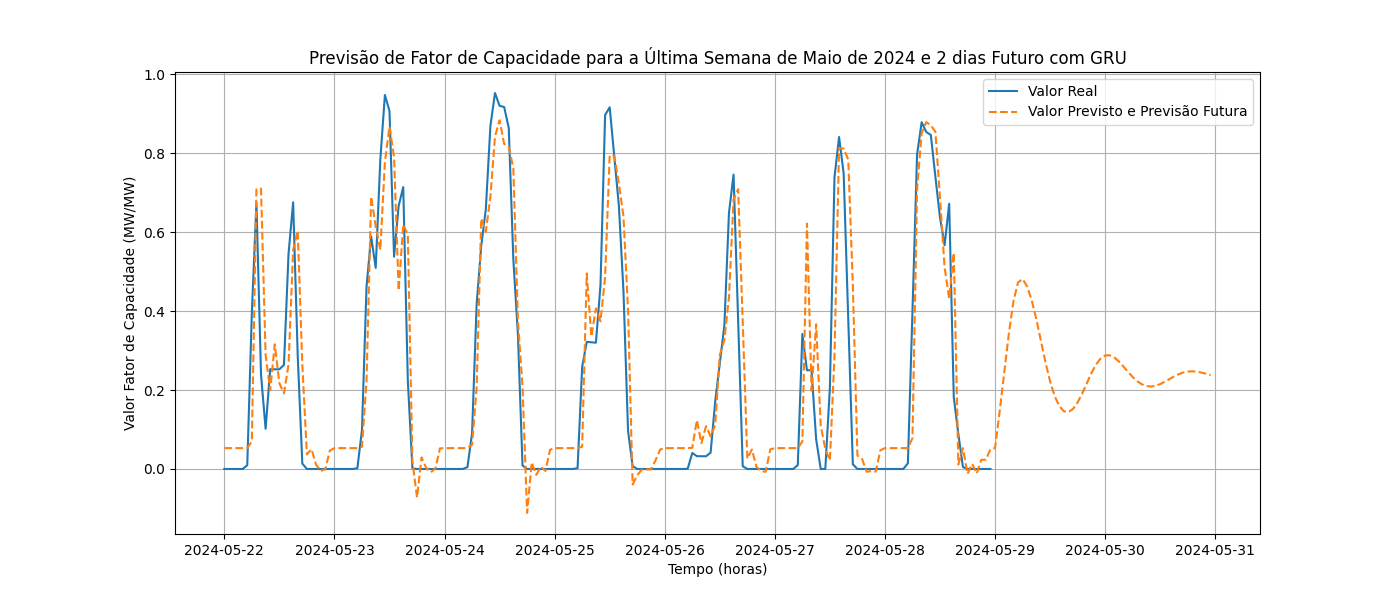 Previsão de Fator de Capacidade para a Última Semana de Maio de 2024 e 2 dias Futuro com GRU
Valor Real
Valor Previsto e Previsão Futura
Valor Fator de Capacidade (MW/MW)
1.0
0.8
0.6
0.4
0.2
0.0
2024-05-22 2024-05-23 2024-05-24 2024-05-25 2024-05-26 2024-05-27 2024-05-28 2024-05-29 2024-05-30 2024-05-31
Tempo (horas)